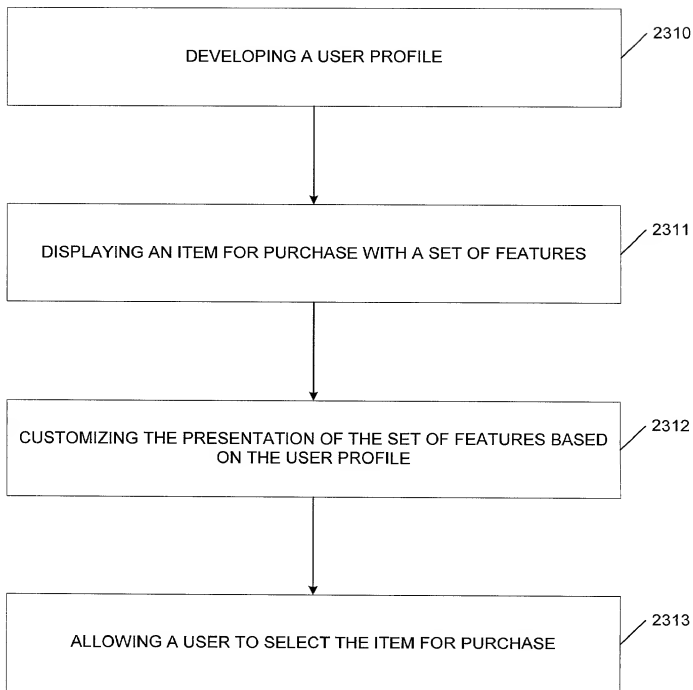 2310
DEVELOPING A USER PROFILE
2311
DISPLAYING AN ITEM FOR PURCHASE WITH A SET OF FEATURES
2312
CUSTOMIZING THE PRESENTATION OF THE SET OF FEATURES BASED
ON THE USER PROFILE
2313
ALLOWING A USER TO SELECT THE ITEM FOR PURCHASE